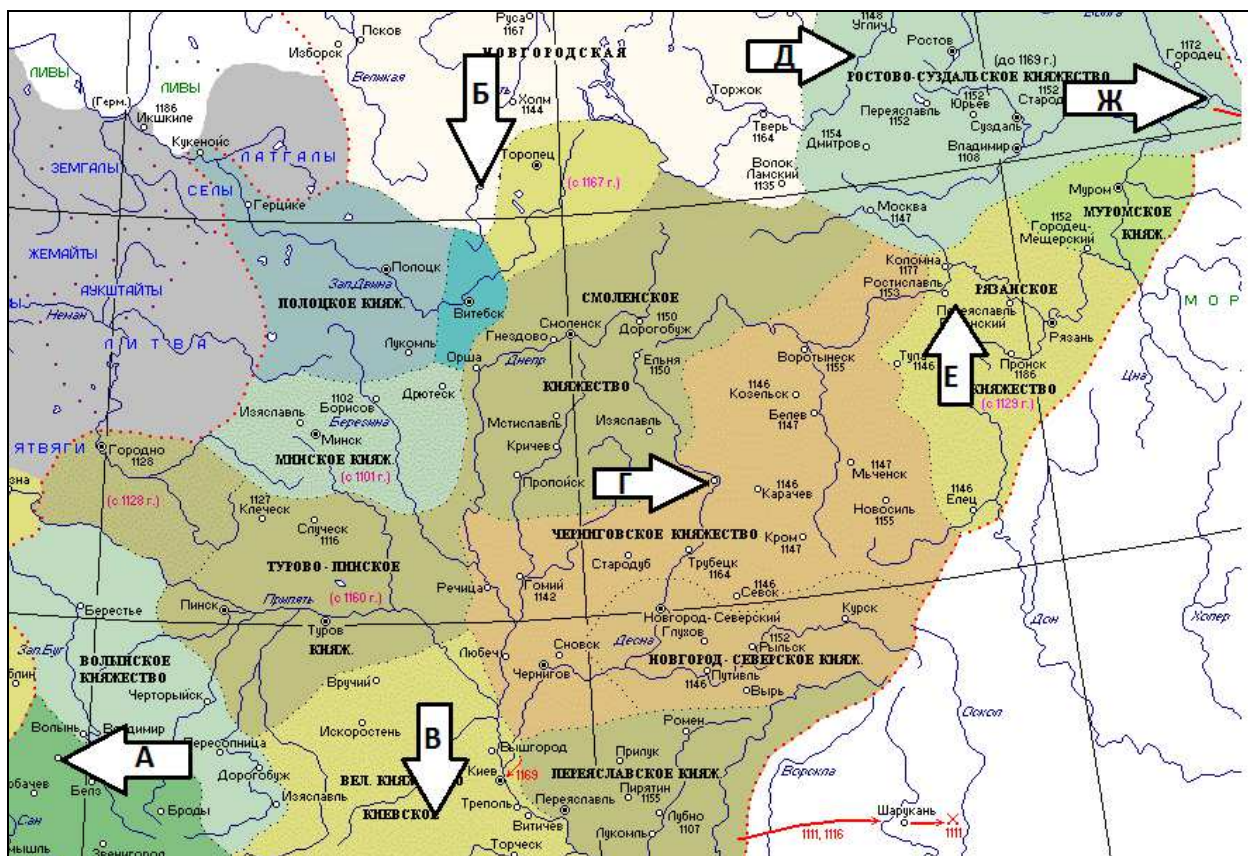 Псков
Изборск
Великая
Руса
1167
НОВГОРОДСКАЯ
Холм
1144
Торопец
(с 1167 г.)
Торжок
Тверь
1164
Волок
Ламский
1135
1148
Углич
Ростов
(до 1169 г.)
1172
Городец
РОСТОВО-СУЗДАЛЬСКОЕ КНЯЖЕСТВО
Переяславль
1152
1152
Юрьев
1152
Суздаль
Владимир
1108
1154
Дмитров
Москва
1147
Б
Д
Ж
ЛИВЫ
ЛИВЫ
(Герм.)
1186
Икшкиле
Кукенойс
ЛАТГАЛЫ
ЗЕМГАЛЫ
СЕЛЫ
Герцике
ЖЕМАЙТЫ
АУКШТАЙТЫ
Неман
ЛИТВА
ЯТВЯГИ
Полоцк
Зап.Двина
ПОЛОЦКОЕ КНЯЖ.
Витебск
Лукомль
Орша
СМОЛЕНСКОЕ
Смоленск
Гнездово
Днепр
1150
Дорогобуж
Ельня
1150
КНЯЖЕСТВО
Мстиславль
Изяславль
Кричев
Пропойск
Муром
МУРОМСКОЕ
КНЯЖ.
1152
Городец-
Мещерский
Коломна
1177
Ростиславль
1153
РЯЗАНСКОЕ
Переяславль
Рязань
Пронск
1186
КНЯЖЕСТВО
(с 1129 г.)
1146
Е
МОР
Цна
Воротынеск
1155
1146
Козельск
Белев
1147
1147
Мьченск
1146
Карачев
Новосиль
1155
1146
Елец
Кром
1147
Г
ЧЕРНИГОВСКОЕ КНЯЖЕСТВО
Стародуб
Трубецк
1164
1146
Севск
Курск
Новгород-Северский
Глухов
1152
Рыльск
Десна
НОВГОРОД-СЕВЕРСКОЕ КНЯЖ.
1146
Путивль
Вырь
Сновск
Чернигов
Любеч
Речица
Гомий
1142
Дрютеск
1102
Борисов
Изяславль
Березина
Минск
МИНСКОЕ КНЯЖ.
(с 1101 г.)
Городно
1128
(с 1128 г.)
1127
Клеческ
Случеск
1116
ТУРОВО-ПИНСКОЕ
(с 1160 г.)
Пинск
Припять
Туров
КНЯЖ.
Берестье
Зап.Буг
ВОЛЫНСКОЕ
КНЯЖЕСТВО
Черторыйск
Волынь
Владимир
Пересопница
Дорогобуж
Изяславль
Белз
Броды
Сан
Звенигород
А
Вручий
Искоростень
В
Вышгород
Киев
1169
ВЕЛ.
КИЕВСКОЕ
Треполь
Витичев
Торческ
ПЕРЕЯСЛАВСКОЕ КНЯЖ.
Переяславль
Ромен
Прилук
Пирятин
1155
Лубно
1107
Лукомль
Ворскла
Оскол
Дон
Хопер
Шарукань
1111, 1116
1111